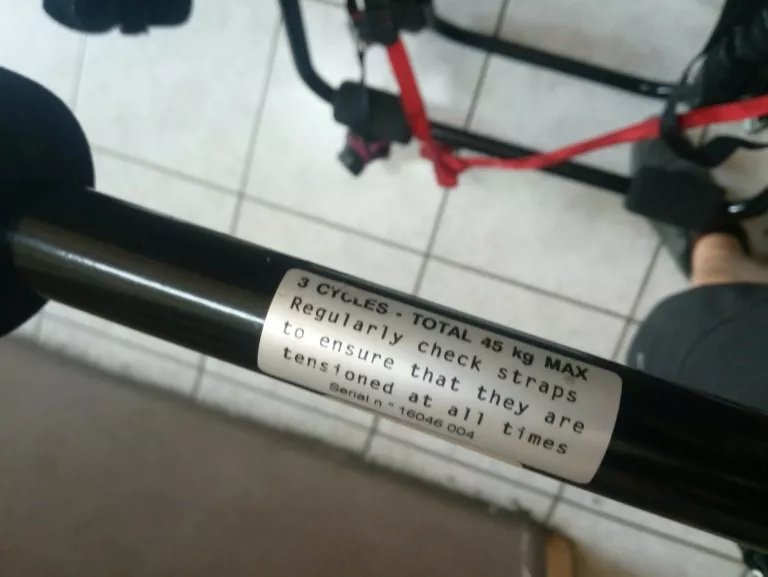 3 CYCLES - TOTAL 45 kg MAX
Regularly check straps
to ensure that they are
tensioned at all times
Serial n° 16046 004